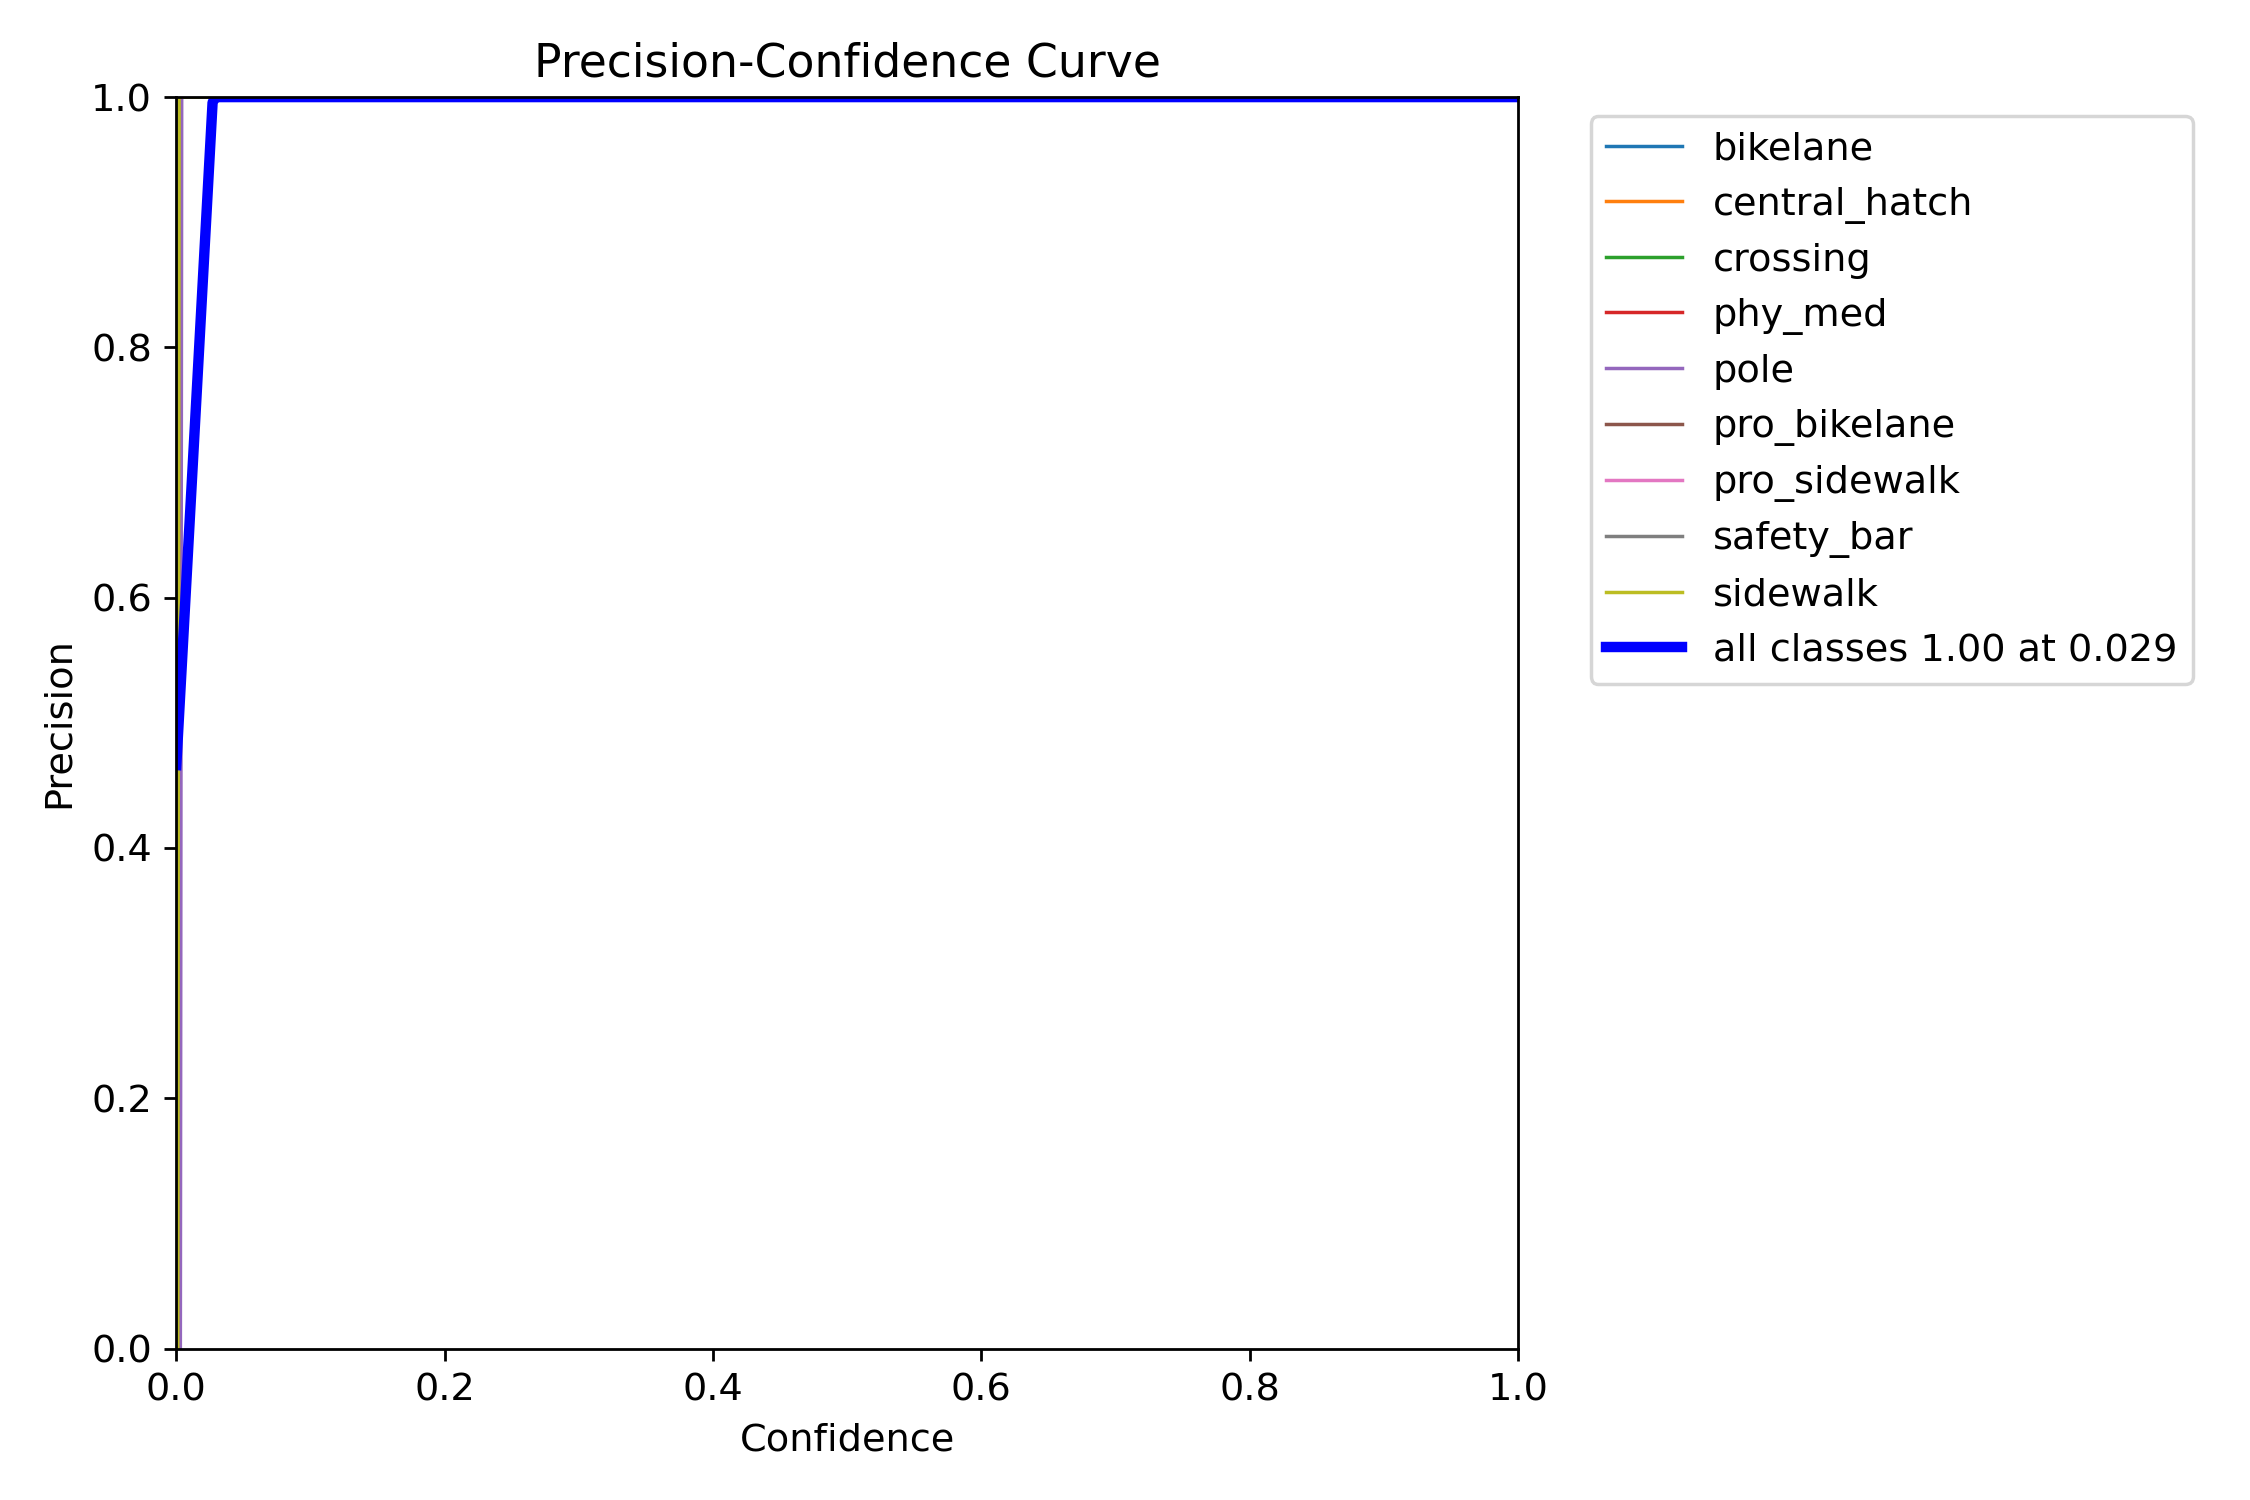 Precision-Confidence Curve
1.0
0.8
0.6
0.4
0.2
0.0
Precision
0.0 0.2 0.4 0.6 0.8 1.0
Confidence
bikelane
central_hatch
crossing
phy_med
pole
pro_bikelane
pro_sidewalk
safety_bar
sidewalk
all classes 1.00 at 0.029